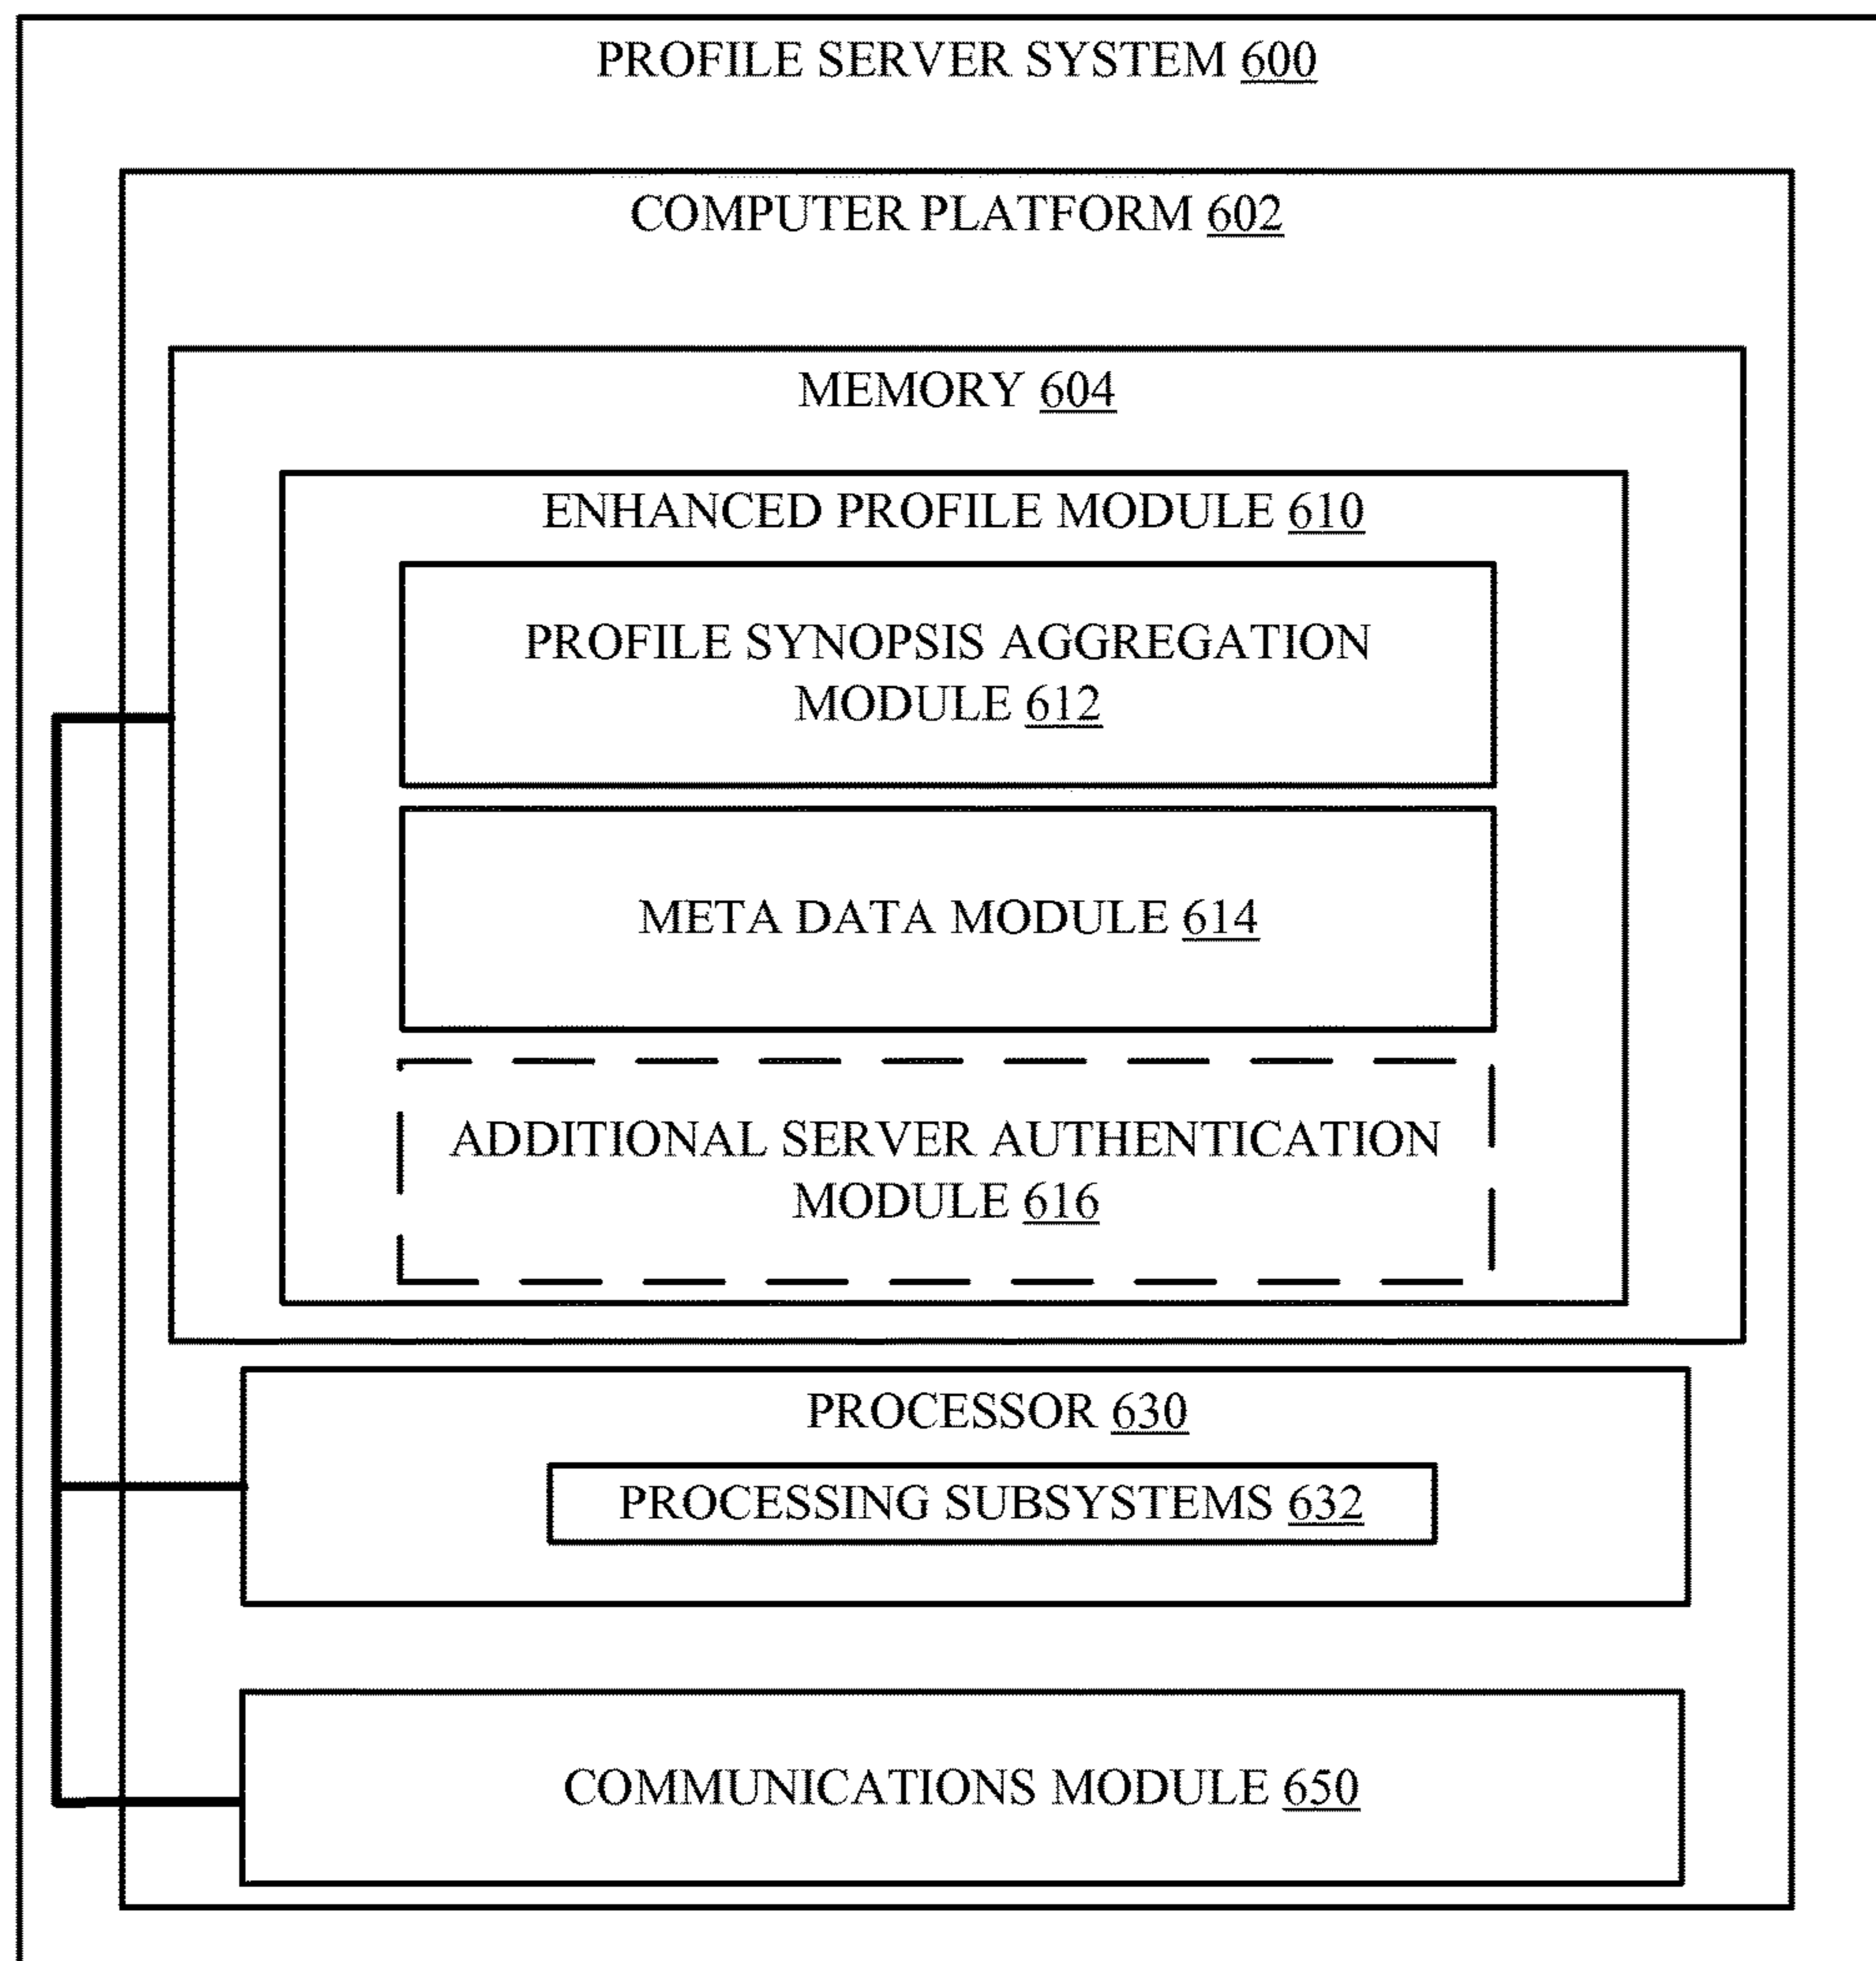 PROFILE SERVER SYSTEM 600
COMPUTER PLATFORM 602
MEMORY 604
ENHANCED PROFILE MODULE 610
PROFILE SYNOPSIS AGGREGATION
MODULE 612
META DATA MODULE 614
ADDITIONAL SERVER AUTHENTICATION
MODULE 616
PROCESSOR 630
PROCESSING SUBSYSTEMS 632
COMMUNICATIONS MODULE 650